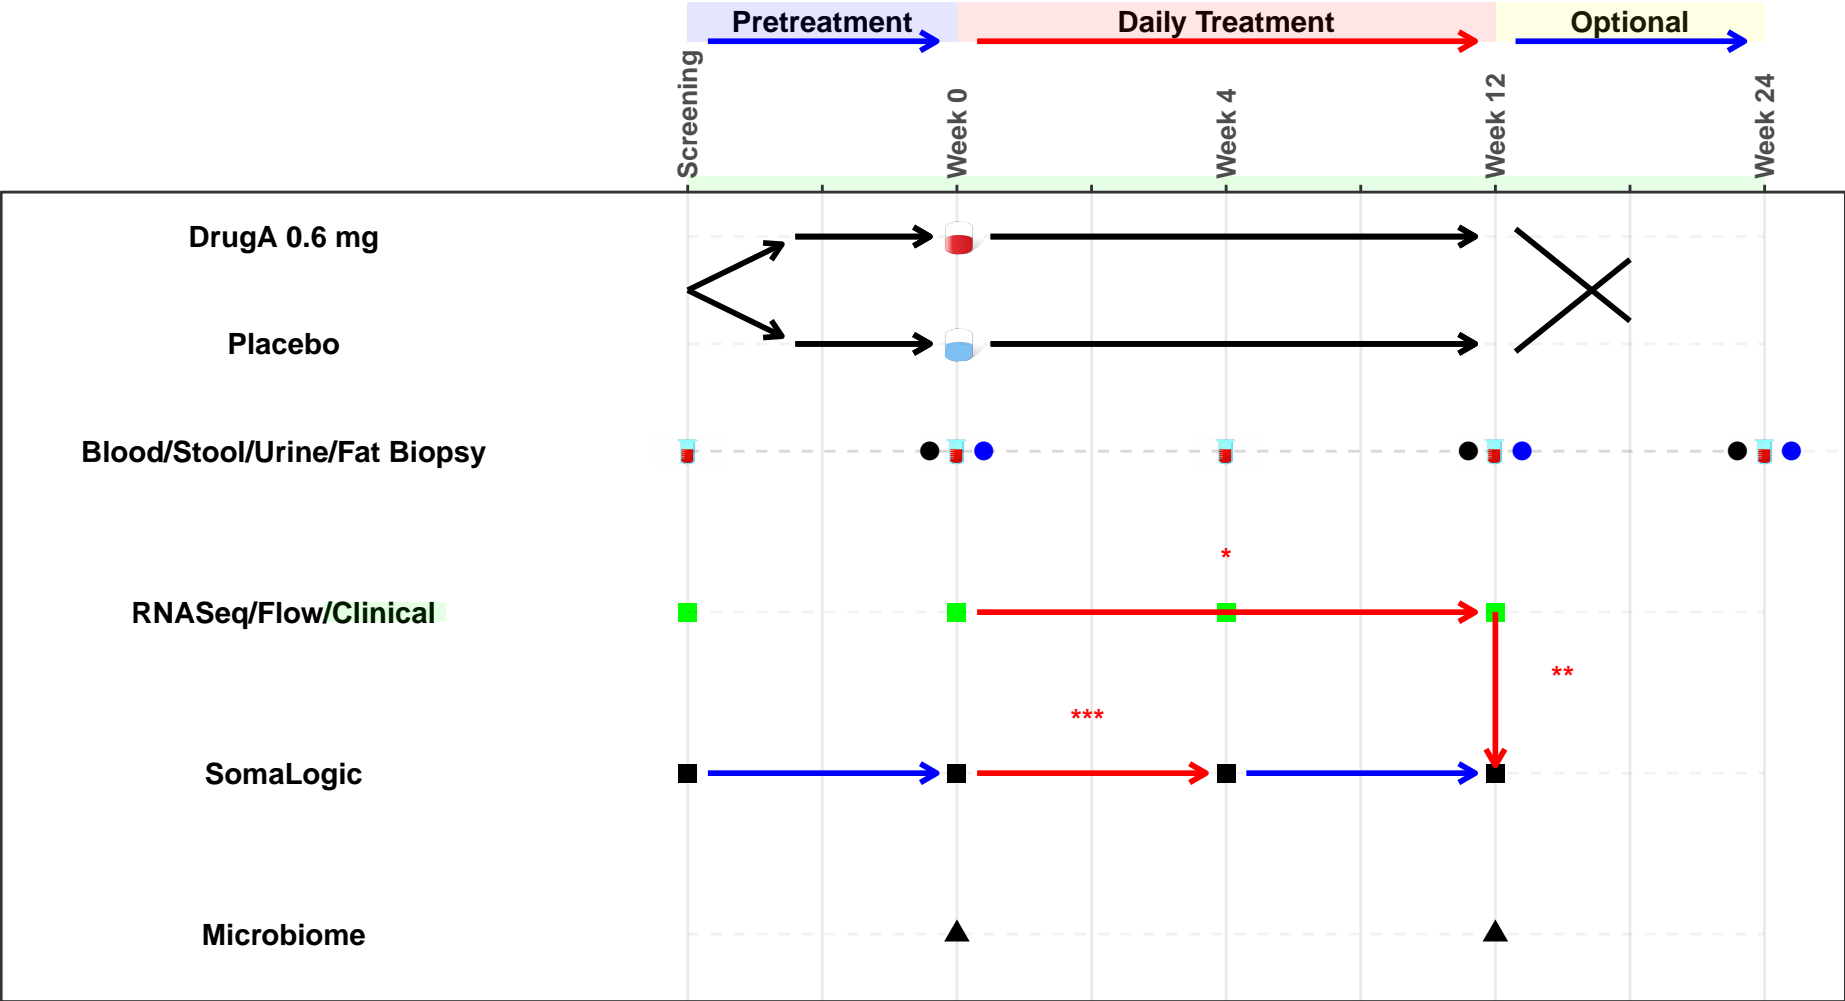 Pretreatment
Daily Treatment
Optional
Screening
Week 0
Week 4
Week 12
Week 24
DrugA 0.6 mg
Placebo
Blood/Stool/Urine/Fat Biopsy
*
RNASeq/Flow/Clinical
**
***
SomaLogic
Microbiome